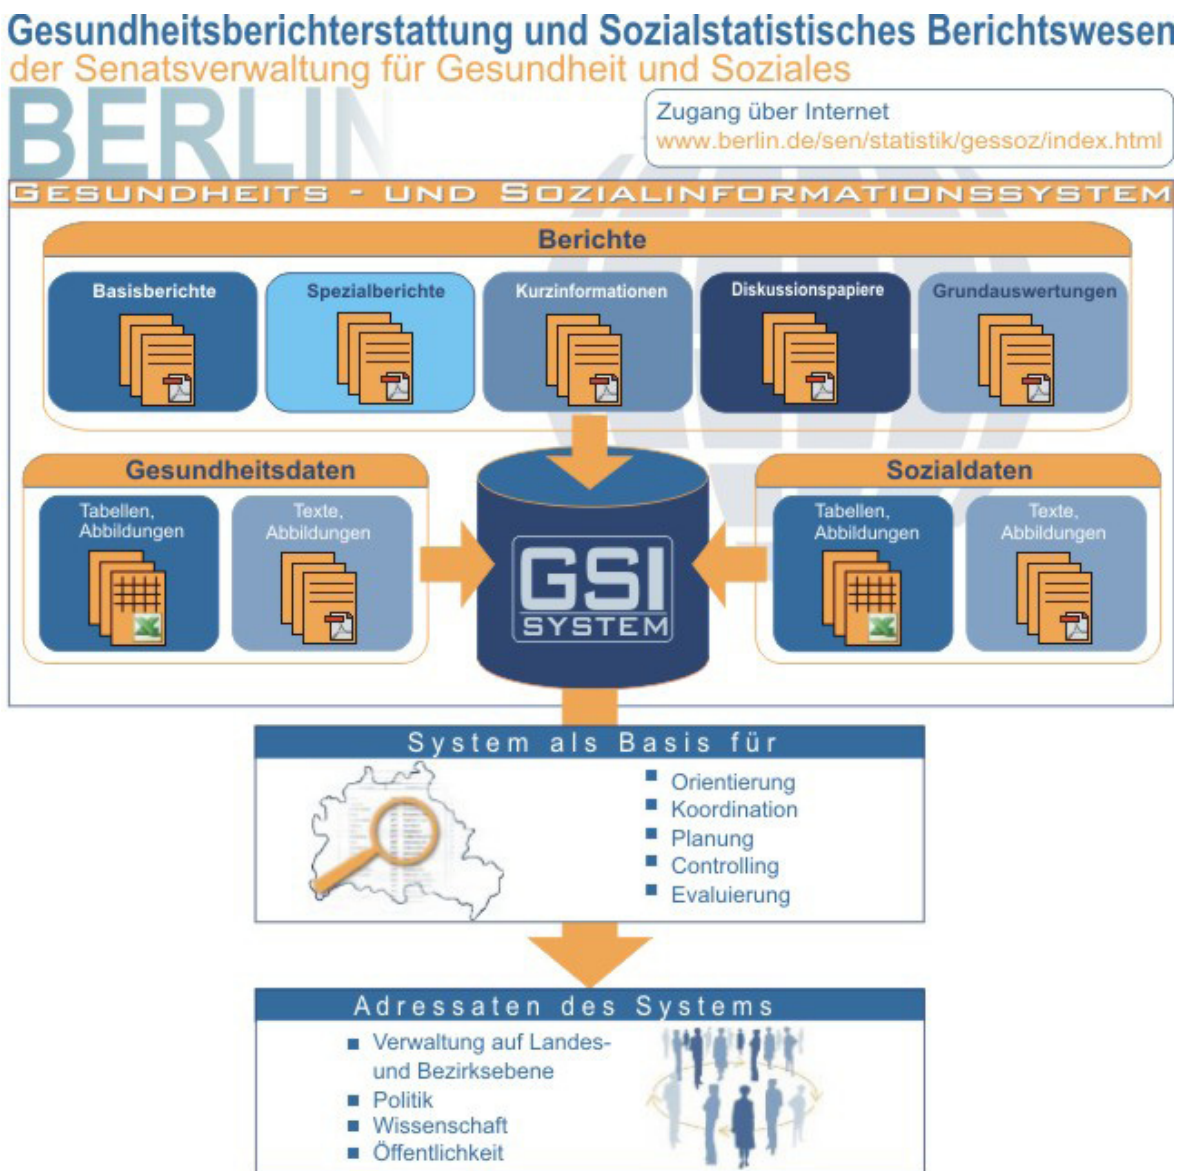 Gesundheitsberichterstattung und Sozialstatistisches Berichtswesen
der Senatsverwaltung für Gesundheit und Soziales
BERLIN
Zugang über Internet
www.berlin.de/sen/statistik/gessoz/index.html
GESUNDHEITS - UND SOZIALINFORMATIONSSYSTEM
Berichte
Basisberichte
Spezialberichte
Kurzinformationen
Diskussionspapiere
Grundauswertungen
Gesundheitsdaten
Tabellen,
Abbildungen
Texte,
Abbildungen
GSI
SYSTEM
Sozialdaten
Tabellen,
Abbildungen
Texte,
Abbildungen
System als Basis für
Orientierung
Koordination
Planung
Controlling
Evaluierung
Adressaten des Systems
Verwaltung auf Landes-
und Bezirksebene
Politik
Wissenschaft
Öffentlichkeit